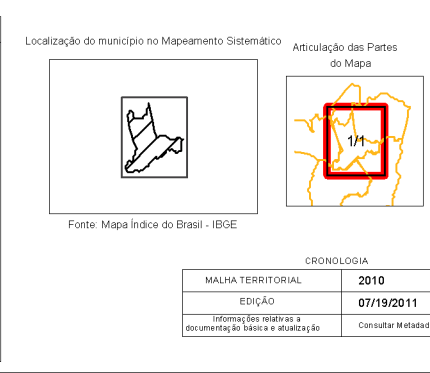 Localização do município no Mapeamento Sistemático
Articulação das Partes
do Mapa
1/1
Fonte: Mapa Índice do Brasil - IBGE
CRONOLOGIA
MALHA TERRITORIAL 2010
EDIÇÃO 07/19/2011
Informações relativas a
documentação básica e atualização
Consultar Metadad